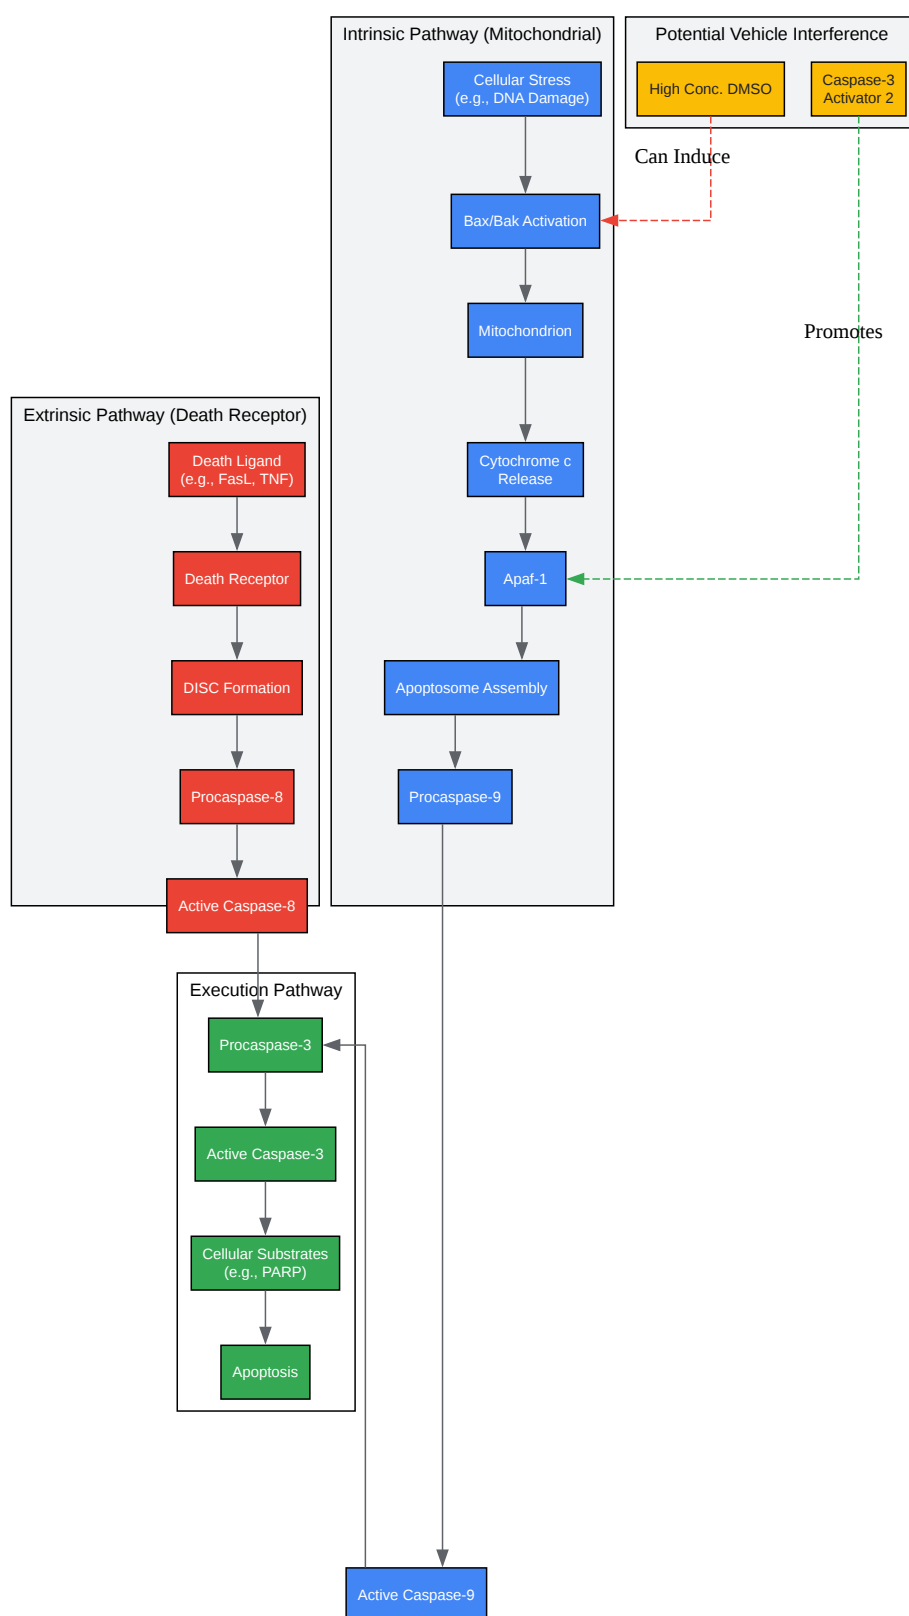 Intrinsic Pathway (Mitochondrial)
Cellular Stress
(e.g., DNA Damage)
Bax/Bak Activation
Mitochondrion
Cytochrome c
Release
Apaf-1
Apoptosome Assembly
Procaspase-9
Potential Vehicle Interference
High Conc. DMSO
Caspase-3
Activator 2
Can Induce
Promotes
Extrinsic Pathway (Death Receptor)
Death Ligand
(e.g., FasL, TNF)
Death Receptor
DISC Formation
Procaspase-8
Active Caspase-8
Execution Pathway
Procaspase-3
Active Caspase-3
Cellular Substrates
(e.g., PARP)
Apoptosis
Active Caspase-9